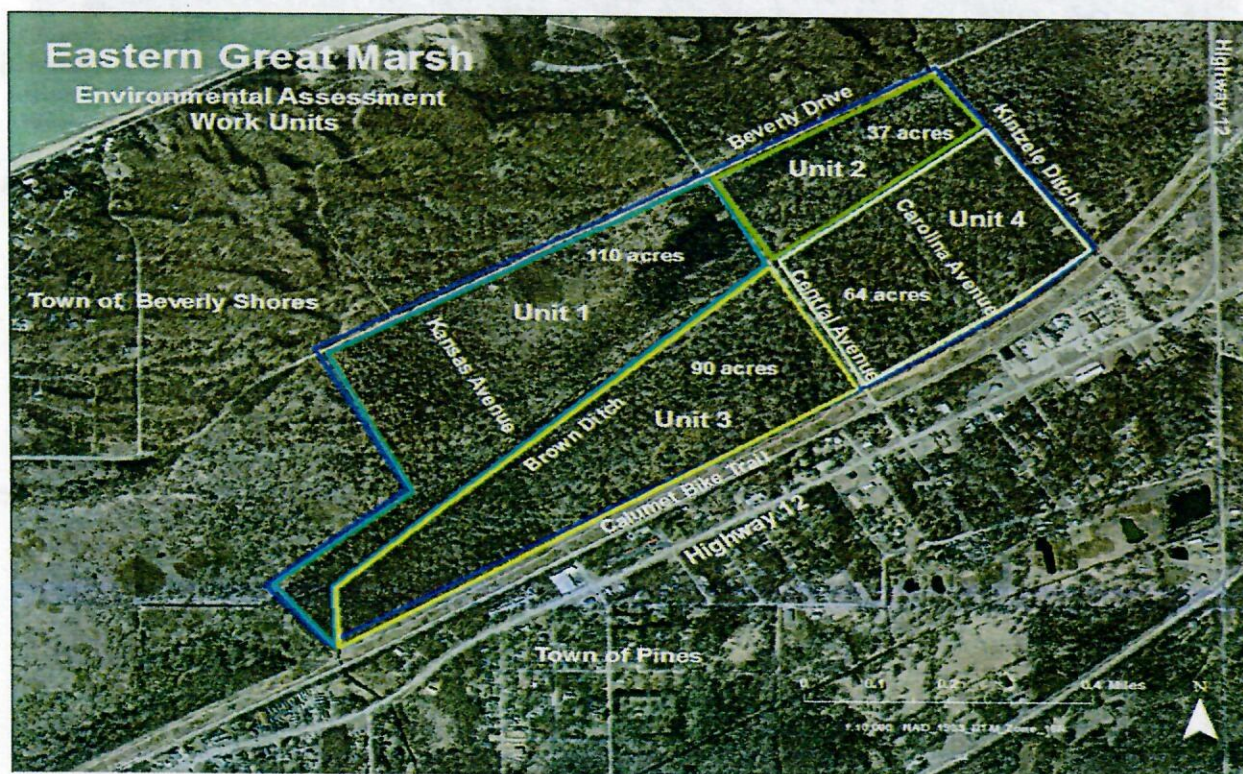 Eastern Great Marsh
Environmental Assessment
Work Units
Highway 12
Beverly Drive
37 acres
Kintzele Ditch
Unit 2
Carolina Avenue
Unit 4
110 acres
Town of Beverly Shores
64 acres
Central Avenue
Unit 1
Kansas Avenue
90 acres
Unit 3
Brown Ditch
Calumet Bike Trail
Highway 12
Town of Pines
0 0.1 0.2 0.4 Miles
N